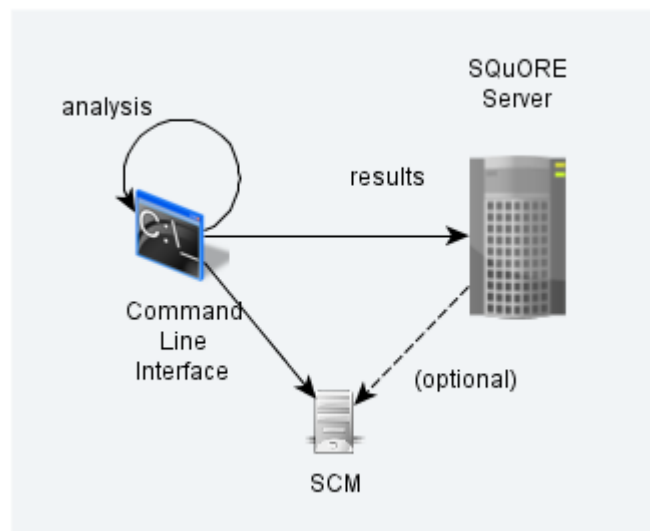 SQuORE
Server
analysis
results
C:\_
Command
Line
Interface
(optional)
SCM